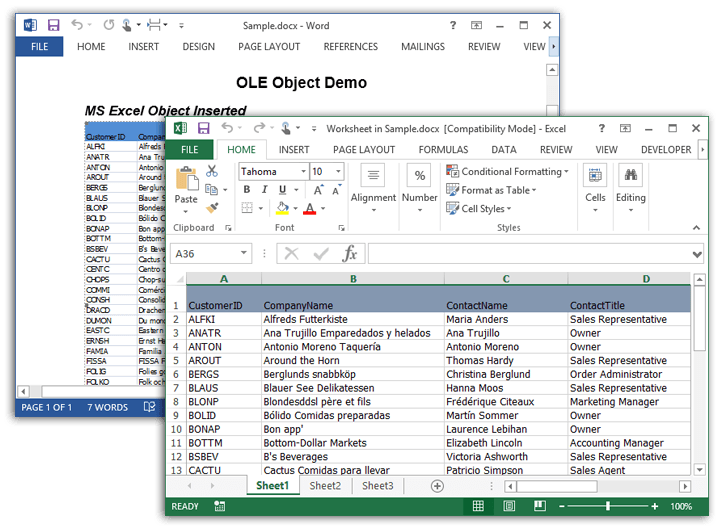 Sample.docx - Word
FILE HOME INSERT DESIGN PAGE LAYOUT REFERENCES MAILINGS REVIEW VIEW
OLE Object Demo
MS Excel Object Inserted
CustomerID
ALFKI Alfreds F
ANATR Ana Truj
ANTON Antonio
AROUT Around
BERGS Berglund
BLAUS Blauer S
BLONP Blondes
BOLID Bólido C
BONAP Bon app'
BOTTM Bottom-
BSBEV B's Beve
CACTU Cactus C
CENTC Centro c
CHOPS Chop-su
COMMI Comérc
CONSH Consolid
DRACD Drachen
DUMON Du mond
EASTC Eastern
ERNSH Ernst Ha
FAMIA Familia
FISSA FISSA F
FOLIG Folies go
FOLKO Folk och
PAGE 1 OF 1 7 WORDS
Worksheet in Sample.docx [Compatibility Mode] - Excel
FILE HOME INSERT PAGE LAYOUT FORMULAS DATA REVIEW VIEW DEVELOPER
Paste
Clipboard
Tahoma 10
B I U A A
A
Font
Alignment
% Number
Conditional Formatting
Format as Table
Cell Styles
Styles
Cells
Editing
A36 fx
A B C D
1 CustomerID CompanyName ContactName ContactTitle
2 ALFKI Alfreds Futterkiste Maria Anders Sales Representative
3 ANATR Ana Trujillo Emparedados y helados Ana Trujillo Owner
4 ANTON Antonio Moreno Taquería Antonio Moreno Owner
5 AROUT Around the Horn Thomas Hardy Sales Representative
6 BERGS Berglunds snabbköp Christina Berglund Order Administrator
7 BLAUS Blauer See Delikatessen Hanna Moos Sales Representative
8 BLONP Blondesddsl père et fils Frédérique Citeaux Marketing Manager
9 BOLID Bólido Comidas preparadas Martín Sommer Owner
10 BONAP Bon app' Laurence Lebihan Owner
11 BOTTM Bottom-Dollar Markets Elizabeth Lincoln Accounting Manager
12 BSBEV B's Beverages Victoria Ashworth Sales Representative
13 CACTU Cactus Comidas para llevar Patricio Simpson Sales Agent
Sheet1 Sheet2 Sheet3
READY 100%